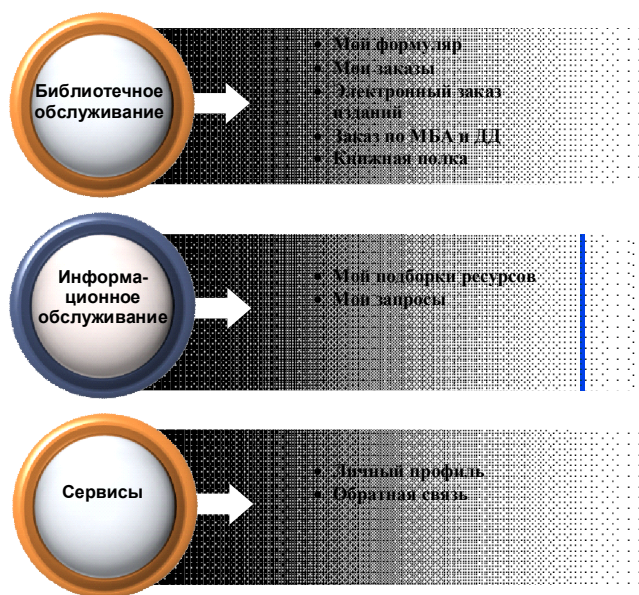 Библиотечное
обслуживание
• Мой формуляр
• Мои заказы
• Электронный заказ
изданий
• Заказ по МБА и ДД
• Книжная полка
Информа-
ционное
обслуживание
• Мой подборки ресурсов
• Мои запросы
Сервисы
• Личный профиль
• Обратная связь